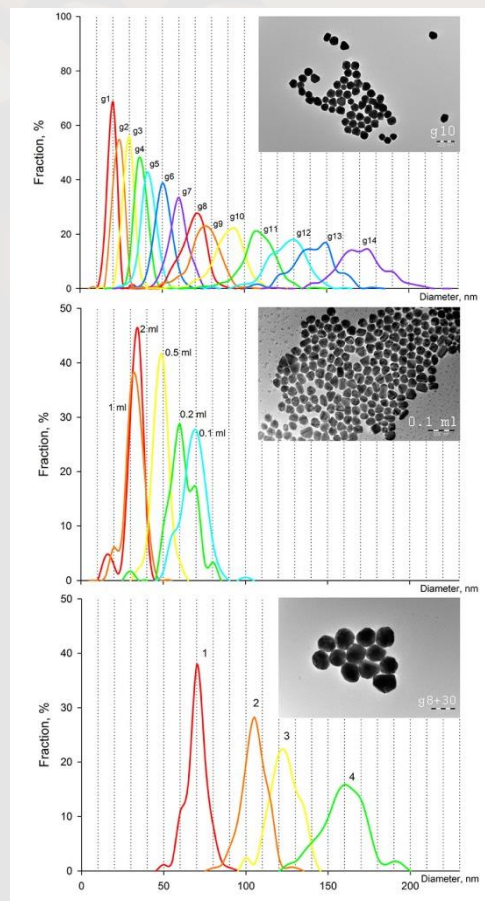 Fraction, %
100
80
60
40
20
0
g1
g2
g3
g4
g5
g6
g7
g8
g9
g10
g11
g12
g13
g14
g10
Diameter, nm
Fraction, %
50
40
30
20
10
0
2 ml
0.5 ml
1 ml
0.2 ml
0.1 ml
0.1 ml
Diameter, nm
Fraction, %
50
40
30
20
10
0
1
2
3
4
g8+30
Diameter, nm
0
50
100
150
200